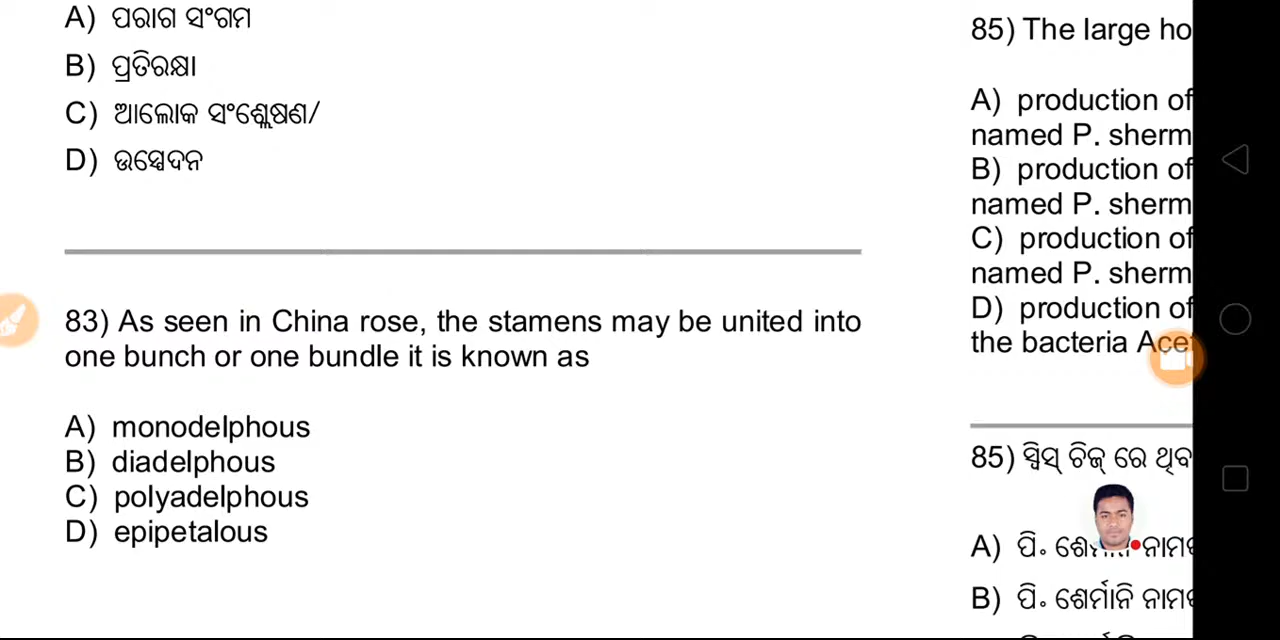 A) ପରାଗ ସଂଗମ
B) ପ୍ରତିରକ୍ଷା
C) ଆଲୋକ ସଂଶ୍ଳେଷଣ/
D) ଉସ୍ବେଦନ
83) As seen in China rose, the stamens may be united into
one bunch or one bundle it is known as
A) monodelphous
B) diadelphous
C) polyadelphous
D) epipetalous
85) The large ho
A) production of
named P. sherm
B) production of
named P. sherm
C) production of
named P. sherm
D) production of
the bacteria
85) ସ୍ବିସ୍ ଚିଜ୍ ରେ ଥିବ
A) ପି. ନାମ
B) ପି. ଶେର୍ମାନି ନାମ